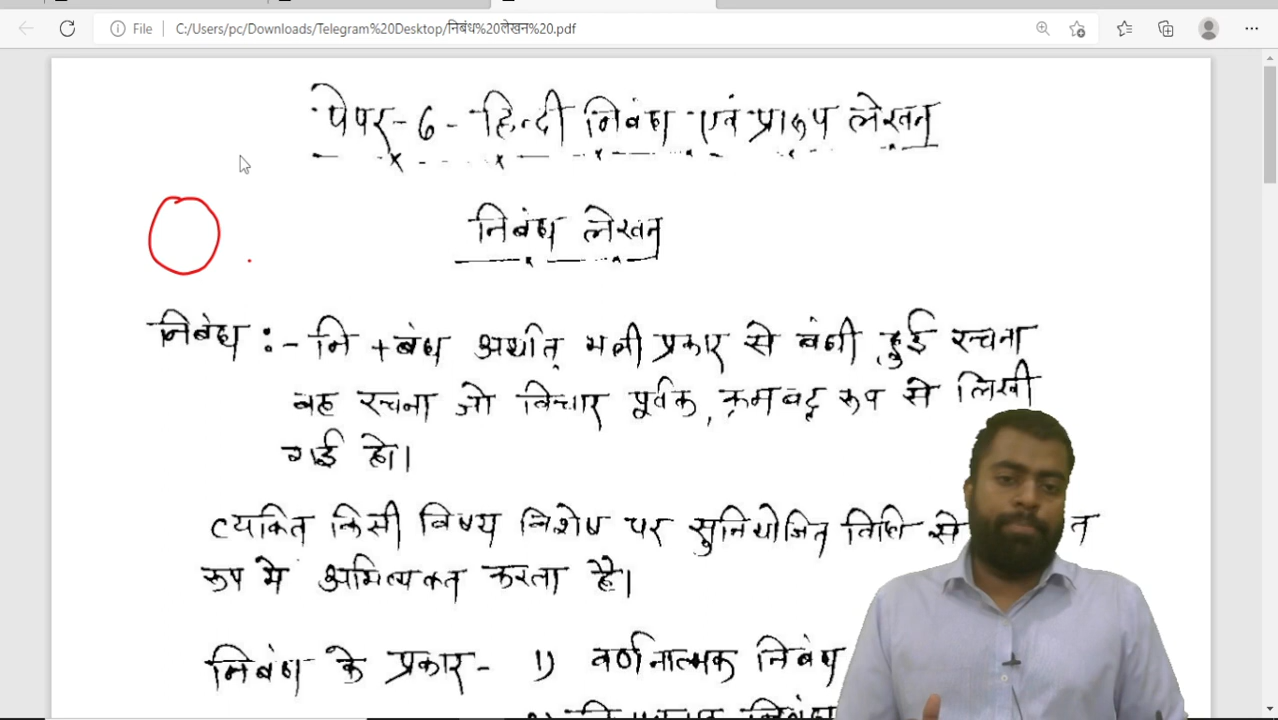 File C:/Users/pc/Downloads/Telegram%20Desktop/निबंध%20लेखन%20.pdf
पेपर-6 - हिन्दी निबंध एवं प्रारूप लेखन
निबंध लेखन
निबंध :- नि + बंध अर्थात् भली प्रकार से बंधी हुई रचना
वह रचना जो विचार पूर्वक, क्रमबद्ध रूप से लिखी
गई हो।
व्यक्ति किसी विषय विशेष पर सुनियोजित विधि से त
रूप मे अभिव्यक्त करता है।
निबंध के प्रकार - 1) वर्णनात्मक निबंध
निबंध